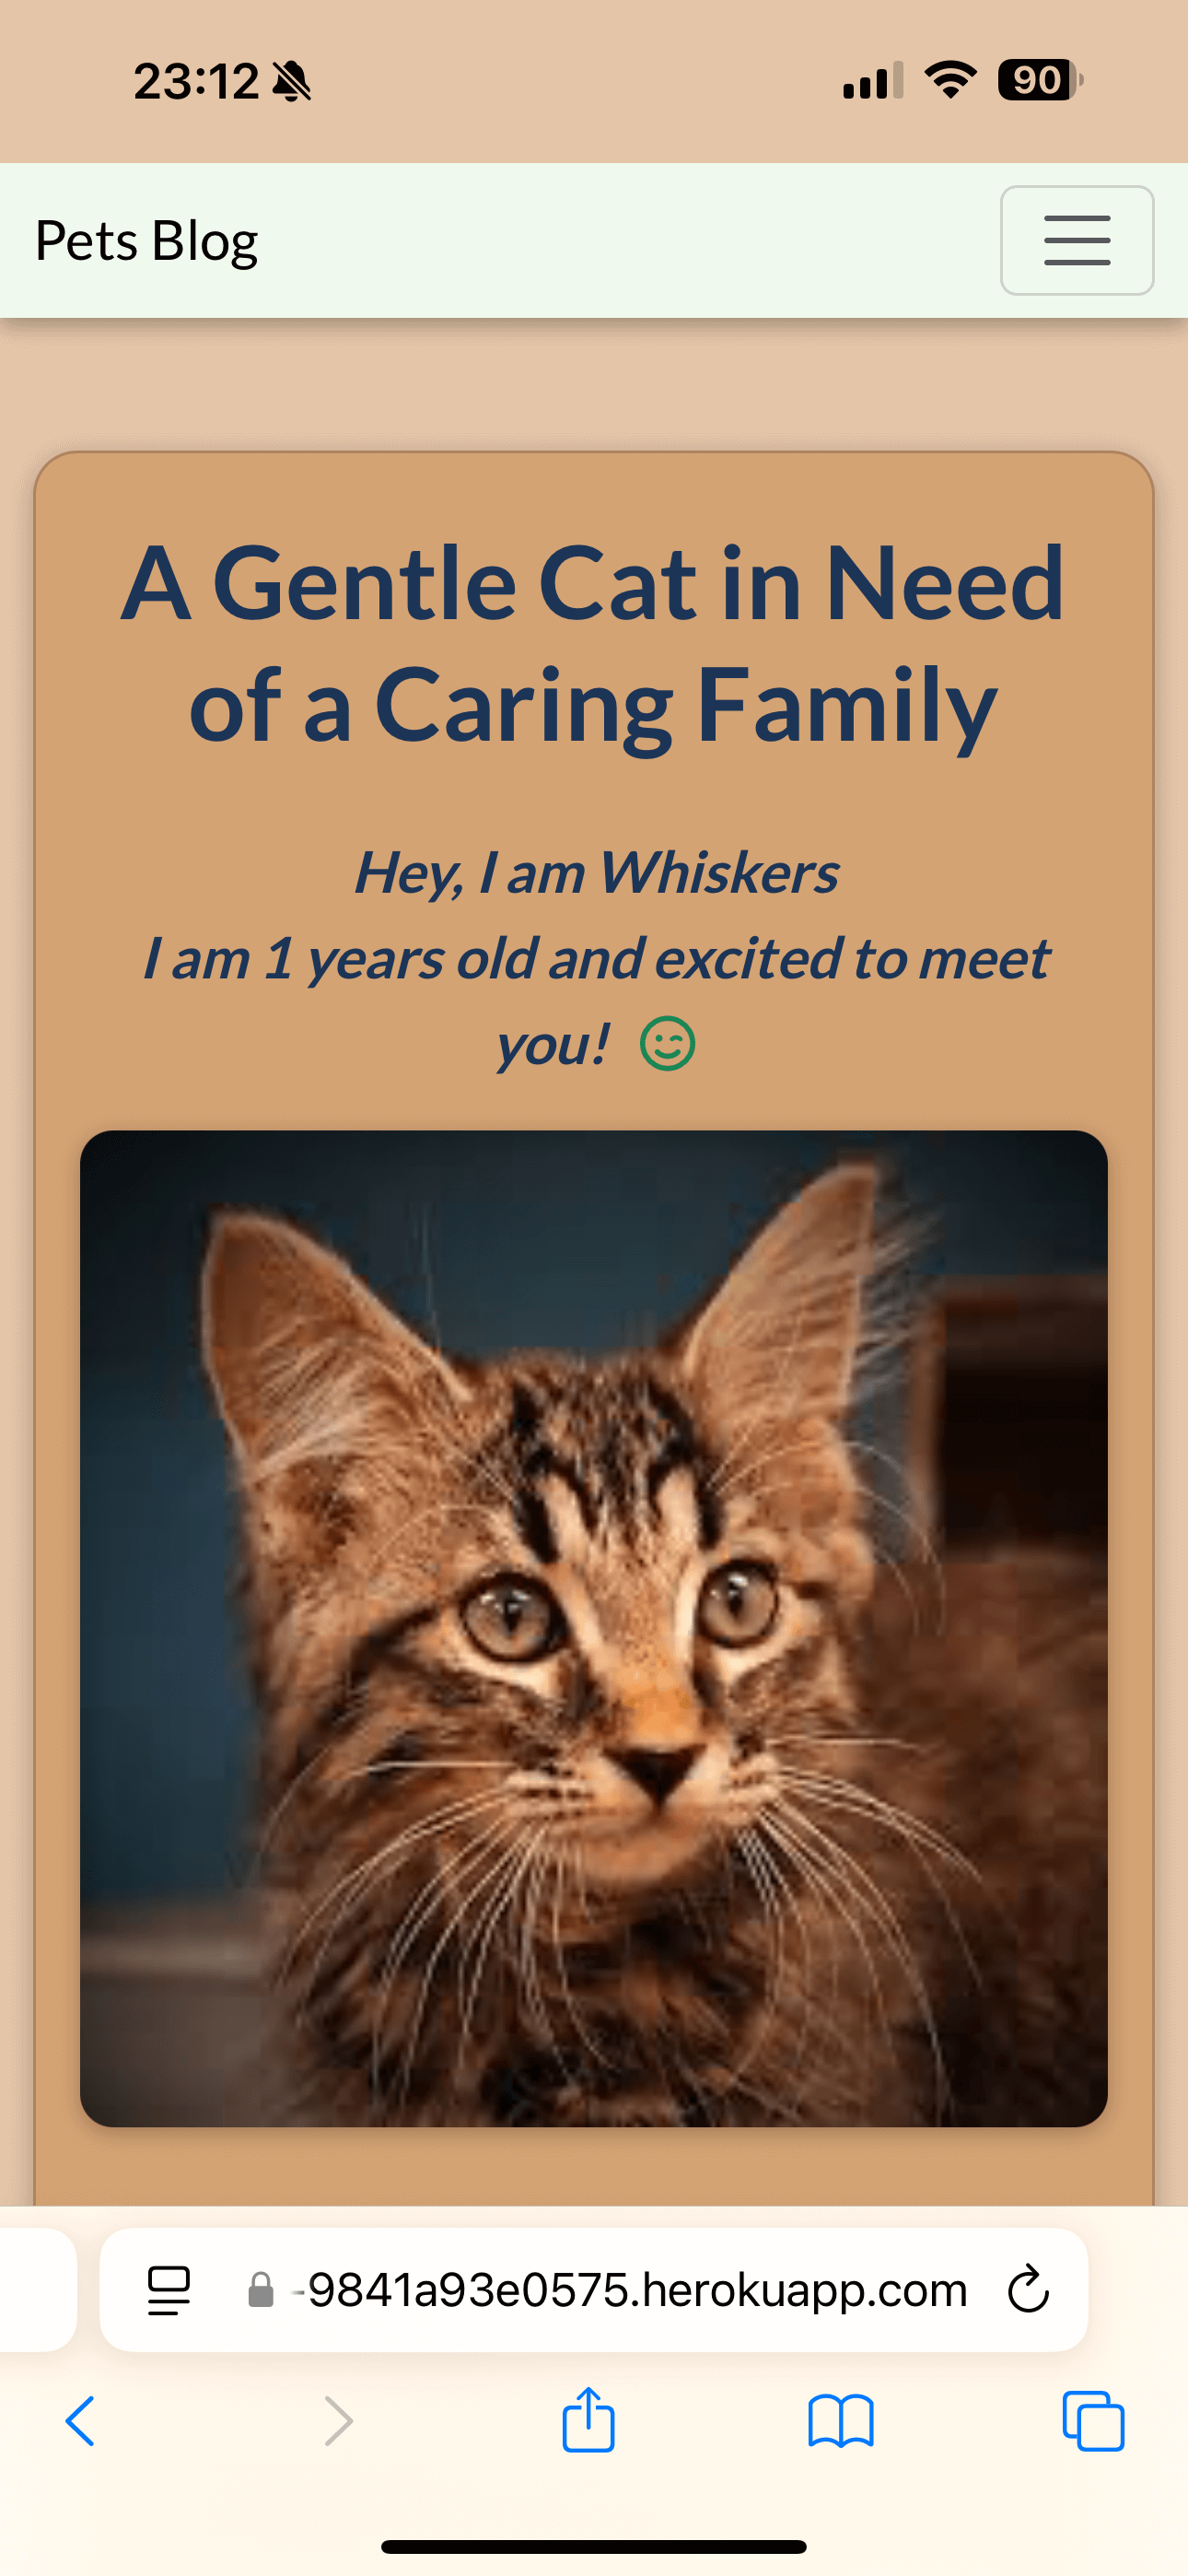 23:12
90
Pets Blog
A Gentle Cat in Need
of a Caring Family
Hey, I am Whiskers
I am 1 years old and excited to meet
you!
-9841a93e0575.herokuapp.com